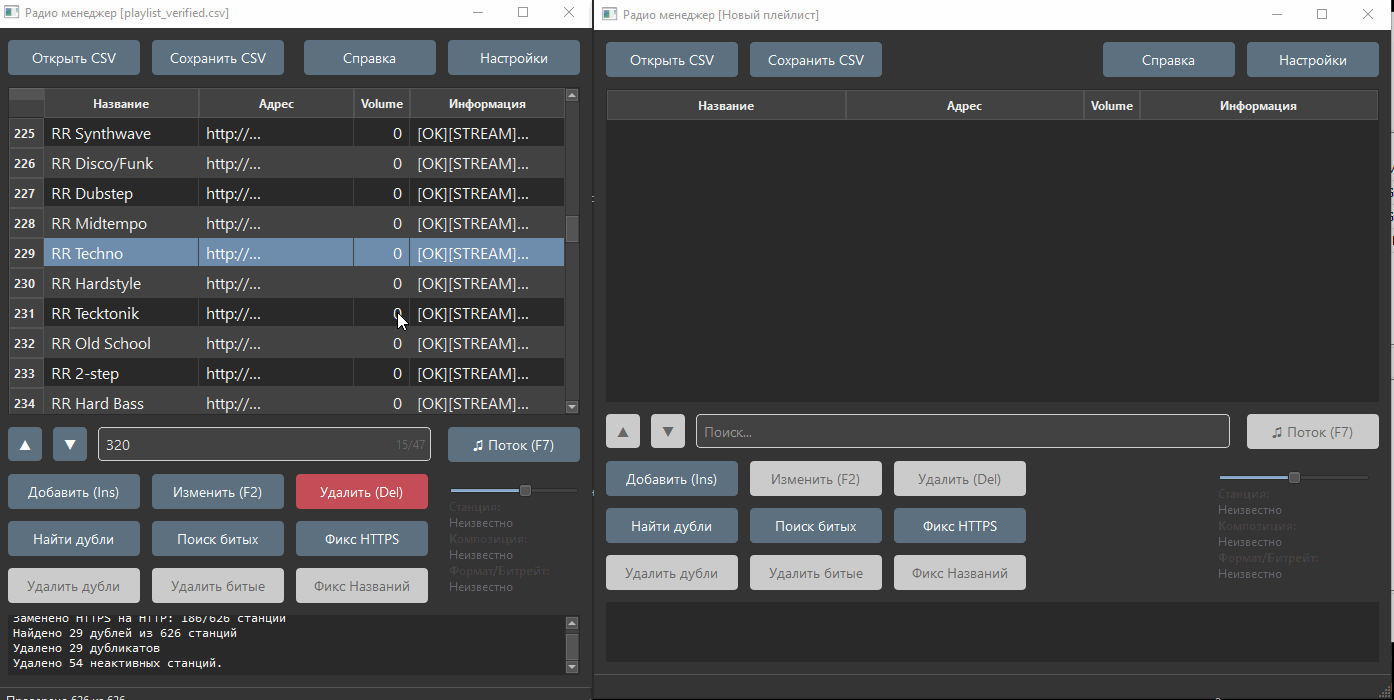 Радио менеджер [playlist_verified.csv]
Открыть CSV Сохранить CSV Справка Настройки
Название Адрес Volume Информация
225 RR Synthwave http://... 0 [OK][STREAM]...
226 RR Disco/Funk http://... 0 [OK][STREAM]...
227 RR Dubstep http://... 0 [OK][STREAM]...
228 RR Midtempo http://... 0 [OK][STREAM]...
229 RR Techno http://... 0 [OK][STREAM]...
230 RR Hardstyle http://... 0 [OK][STREAM]...
231 RR Tecktonik http://... 0 [OK][STREAM]...
232 RR Old School http://... 0 [OK][STREAM]...
233 RR 2-step http://... 0 [OK][STREAM]...
234 RR Hard Bass http://... 0 [OK][STREAM]...
▲ ▼ 320 15/47 ♫ Поток (F7)
Добавить (Ins) Изменить (F2) Удалить (Del)
Найти дубли Поиск битых Фикс HTTPS
Удалить дубли Удалить битые Фикс Названий
Станция:
Неизвестно
Композиция:
Неизвестно
Формат/Битрейт:
Неизвестно
Заменено HTTPS на HTTP: 186/626 станций
Найдено 29 дублей из 626 станций
Удалено 29 дубликатов
Удалено 54 неактивных станций.
Проверено 626 из 626
Радио менеджер [Новый плейлист]
Открыть CSV Сохранить CSV Справка Настройки
Название Адрес Volume Информация
▲ ▼ Поиск... ♫ Поток (F7)
Добавить (Ins) Изменить (F2) Удалить (Del)
Найти дубли Поиск битых Фикс HTTPS
Удалить дубли Удалить битые Фикс Названий
Станция:
Неизвестно
Композиция:
Неизвестно
Формат/Битрейт:
Неизвестно